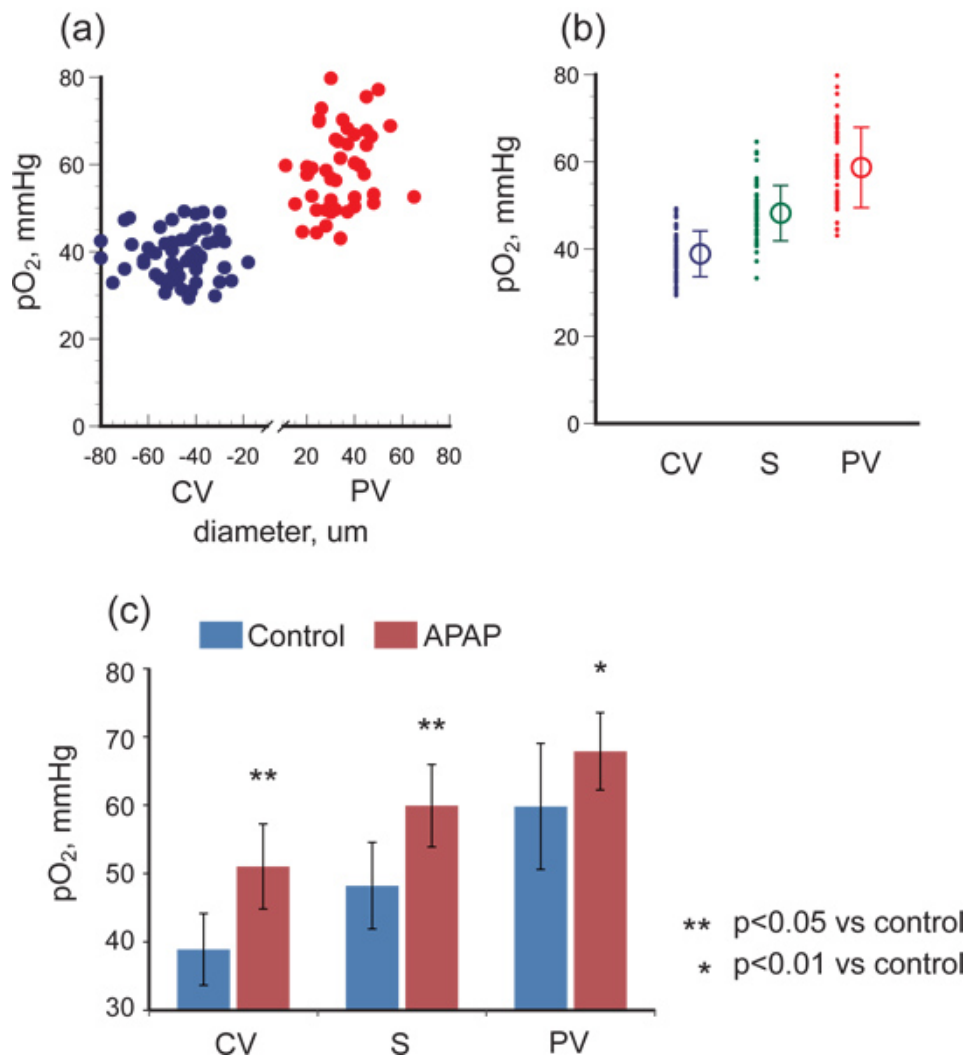 (a)
80
60
40
20
0
pO₂, mmHg
-80 -60 -40 -20 20 40 60 80
CV PV
diameter, um
(b)
80
60
40
20
0
pO₂, mmHg
CV S PV
(c)
Control APAP
80
70
60
50
40
30
pO₂, mmHg
**
**
*
CV S PV
** p<0.05 vs control
* p<0.01 vs control